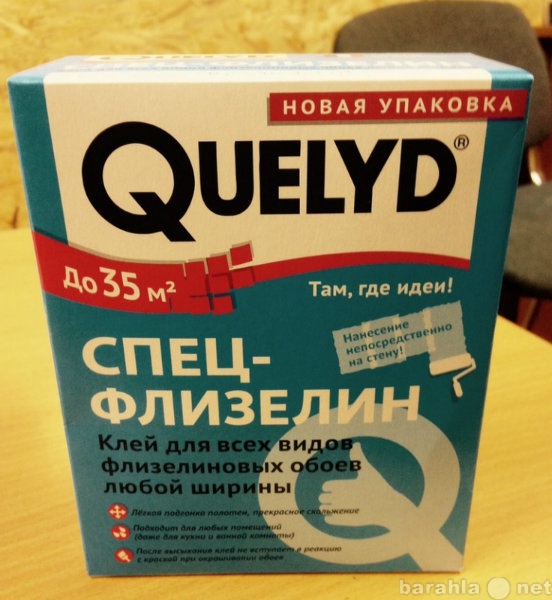 НОВАЯ УПАКОВКА
QUELYD®
До 35 м²
Там, где идеи!
Нанесение
непосредственно
на стену!
СПЕЦ-
ФЛИЗЕЛИН
Клей для всех видов
флизелиновых обоев
любой ширины
Лёгкая подгонка полотен, прекрасное скольжение
Подходит для любых помещений
(даже для кухни и ванной комнаты)
После высыхания клей не вступает в реакцию
с краской при окрашивании обоев
barahla net